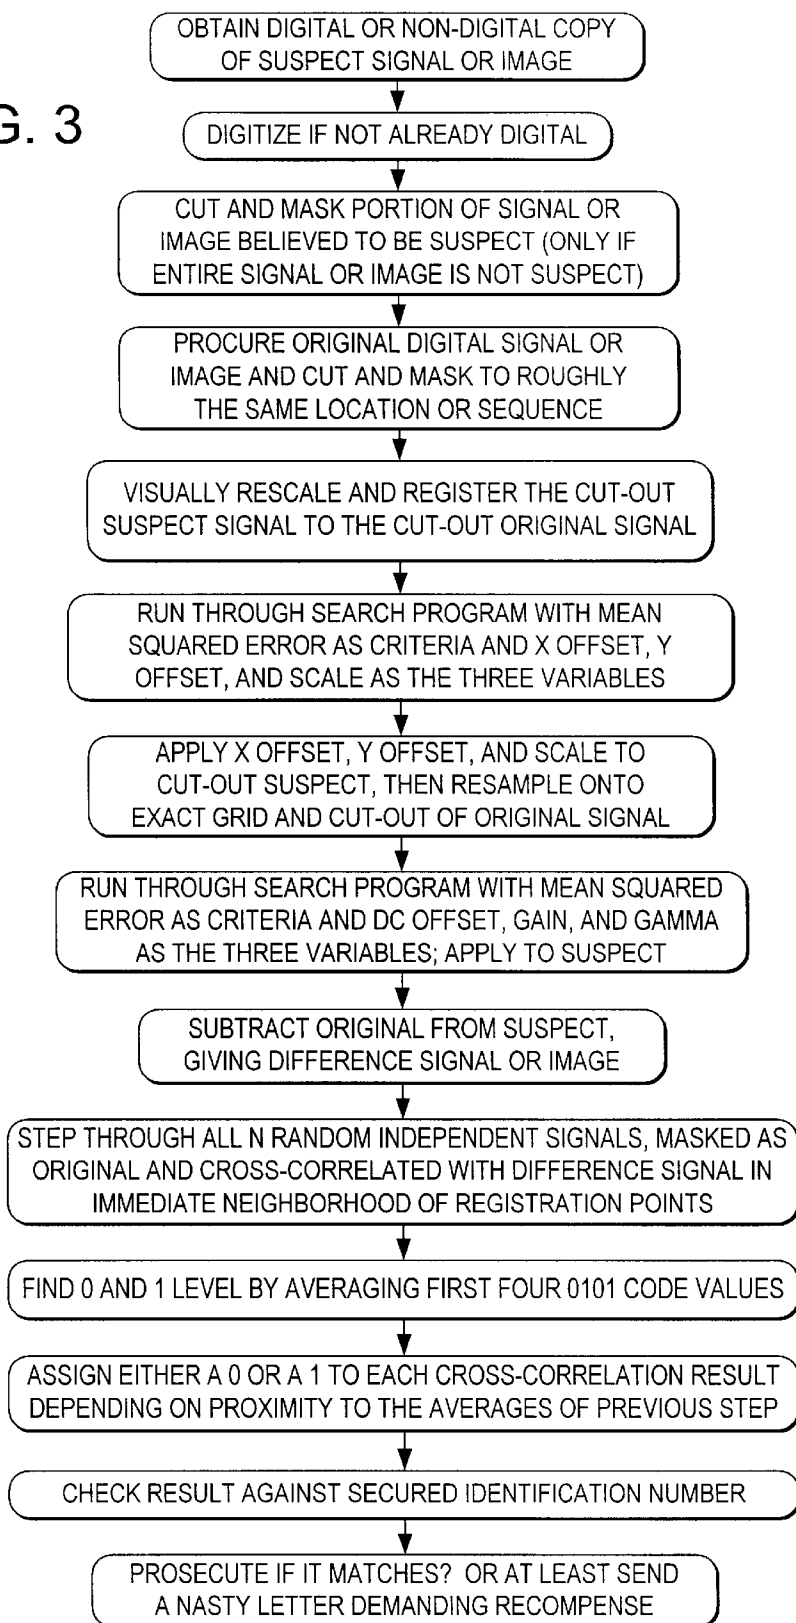 OBTAIN DIGITAL OR NON-DIGITAL COPY
OF SUSPECT SIGNAL OR IMAGE
G. 3
DIGITIZE IF NOT ALREADY DIGITAL
CUT AND MASK PORTION OF SIGNAL OR
IMAGE BELIEVED TO BE SUSPECT (ONLY IF
ENTIRE SIGNAL OR IMAGE IS NOT SUSPECT)
PROCURE ORIGINAL DIGITAL SIGNAL OR
IMAGE AND CUT AND MASK TO ROUGHLY
THE SAME LOCATION OR SEQUENCE
VISUALLY RESCALE AND REGISTER THE CUT-OUT
SUSPECT SIGNAL TO THE CUT-OUT ORIGINAL SIGNAL
RUN THROUGH SEARCH PROGRAM WITH MEAN
SQUARED ERROR AS CRITERIA AND X OFFSET, Y
OFFSET, AND SCALE AS THE THREE VARIABLES
APPLY X OFFSET, Y OFFSET, AND SCALE TO
CUT-OUT SUSPECT, THEN RESAMPLE ONTO
EXACT GRID AND CUT-OUT OF ORIGINAL SIGNAL
RUN THROUGH SEARCH PROGRAM WITH MEAN SQUARED
ERROR AS CRITERIA AND DC OFFSET, GAIN, AND GAMMA
AS THE THREE VARIABLES; APPLY TO SUSPECT
SUBTRACT ORIGINAL FROM SUSPECT,
GIVING DIFFERENCE SIGNAL OR IMAGE
STEP THROUGH ALL N RANDOM INDEPENDENT SIGNALS, MASKED AS
ORIGINAL AND CROSS-CORRELATED WITH DIFFERENCE SIGNAL IN
IMMEDIATE NEIGHBORHOOD OF REGISTRATION POINTS
FIND 0 AND 1 LEVEL BY AVERAGING FIRST FOUR 0101 CODE VALUES
ASSIGN EITHER A 0 OR A 1 TO EACH CROSS-CORRELATION RESULT
DEPENDING ON PROXIMITY TO THE AVERAGES OF PREVIOUS STEP
CHECK RESULT AGAINST SECURED IDENTIFICATION NUMBER
PROSECUTE IF IT MATCHES? OR AT LEAST SEND
A NASTY LETTER DEMANDING RECOMPENSE